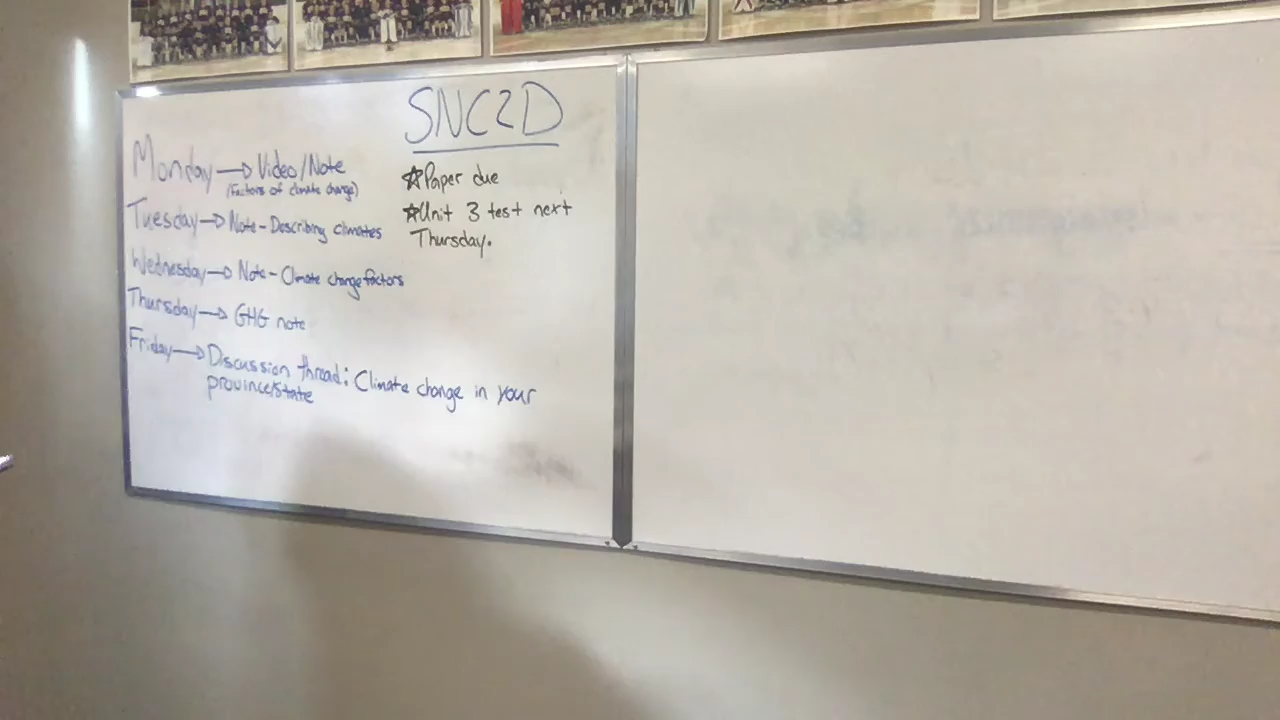 SNC2D
Monday → Video/Note
(Factors of climate change)
Tuesday → Note - Describing climates
Wednesday → Note - Climate change factors
Thursday → GHG note
Friday → Discussion thread: Climate change in your
province/state
☆Paper due
☆Unit 3 test next
Thursday.